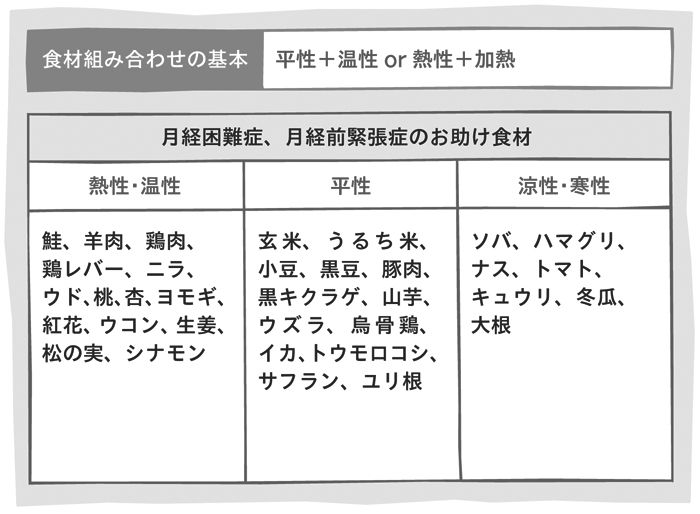 食材組み合わせの基本 平性＋温性 or 熱性＋加熱
月経困難症、月経前緊張症のお助け食材
熱性・温性 平性 涼性・寒性
鮭、羊肉、鶏肉、
鶏レバー、ニラ、
ウド、桃、杏、ヨモギ、
紅花、ウコン、生姜、
松の実、シナモン
玄米、うるち米、
小豆、黒豆、豚肉、
黒キクラゲ、山芋、
ウズラ、烏骨鶏、
イカ、トウモロコシ、
サフラン、ユリ根
ソバ、ハマグリ、
ナス、トマト、
キュウリ、冬瓜、
大根